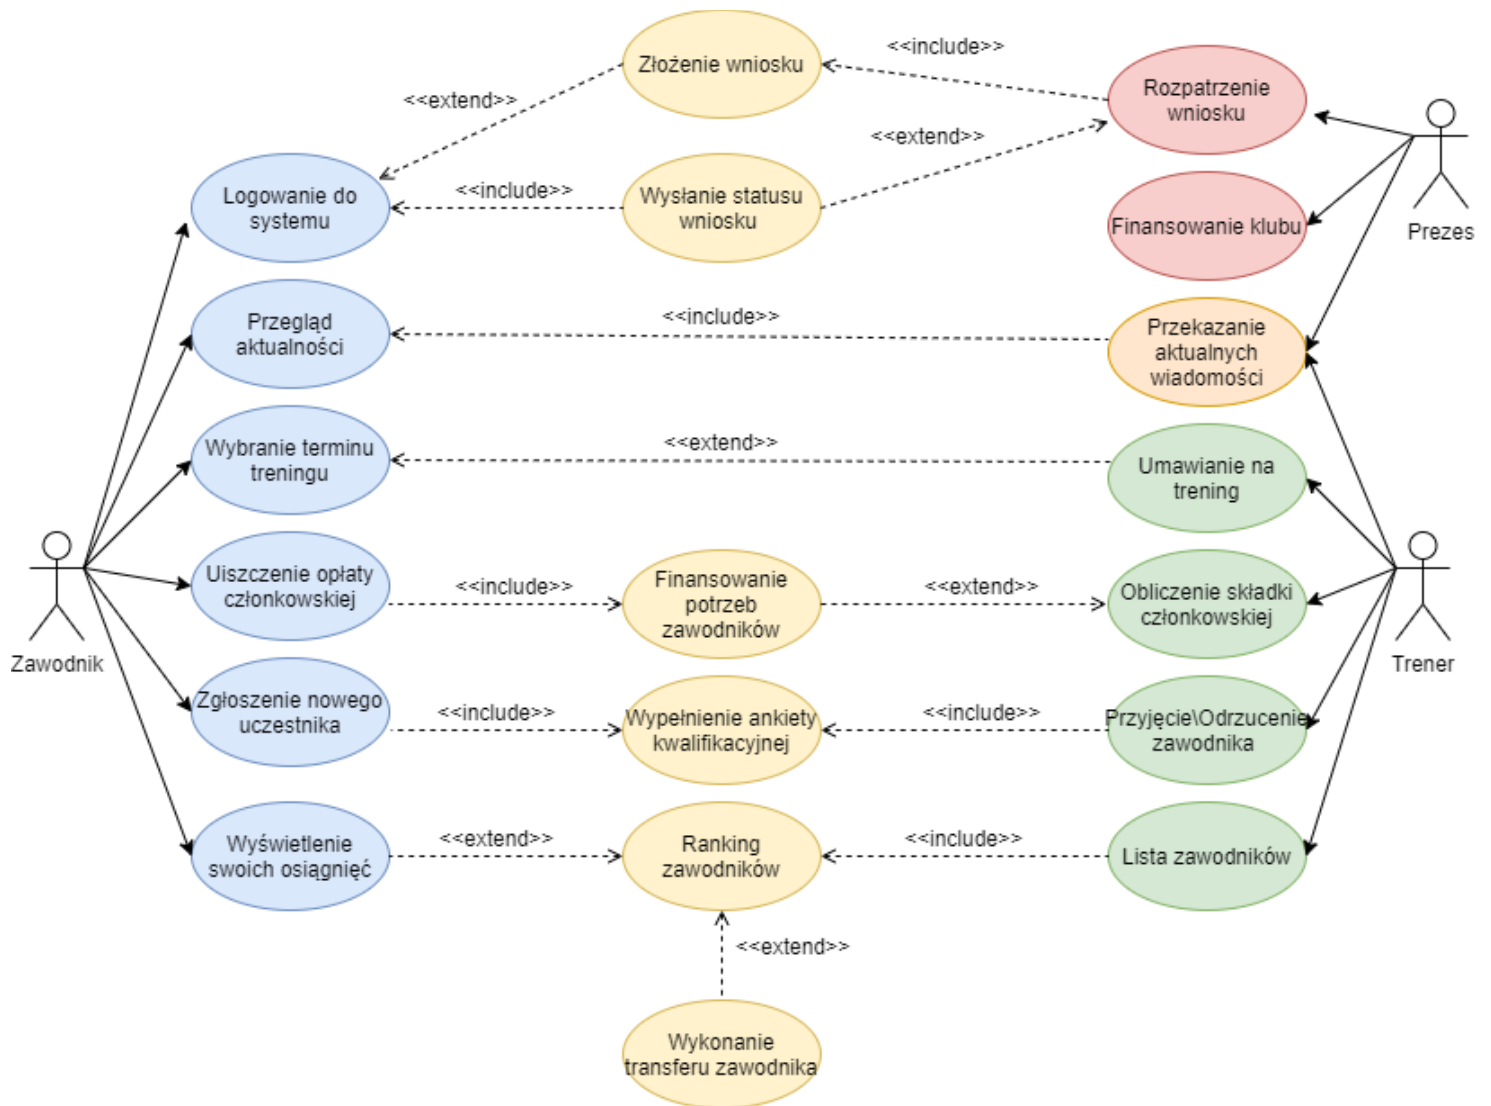 Złożenie wniosku
<<include>>
Rozpatrzenie
wniosku
<<extend>>
<<extend>>
Logowanie do
systemu
<<include>>
Wysłanie statusu
wniosku
Finansowanie klubu
Prezes
Przegląd
aktualności
<<include>>
Przekazanie
aktualnych
wiadomości
Wybranie terminu
treningu
<<extend>>
Umawianie na
trening
Uiszczenie opłaty
członkowskiej
<<include>>
Finansowanie
potrzeb
zawodników
<<extend>>
Obliczenie składki
członkowskiej
Zawodnik
Trener
Zgłoszenie nowego
uczestnika
<<include>>
Wypełnienie ankiety
kwalifikacyjnej
<<include>>
Przyjęcie\Odrzucenie
zawodnika
Wyświetlenie
swoich osiągnięć
<<extend>>
Ranking
zawodników
<<include>>
Lista zawodników
<<extend>>
Wykonanie
transferu zawodnika